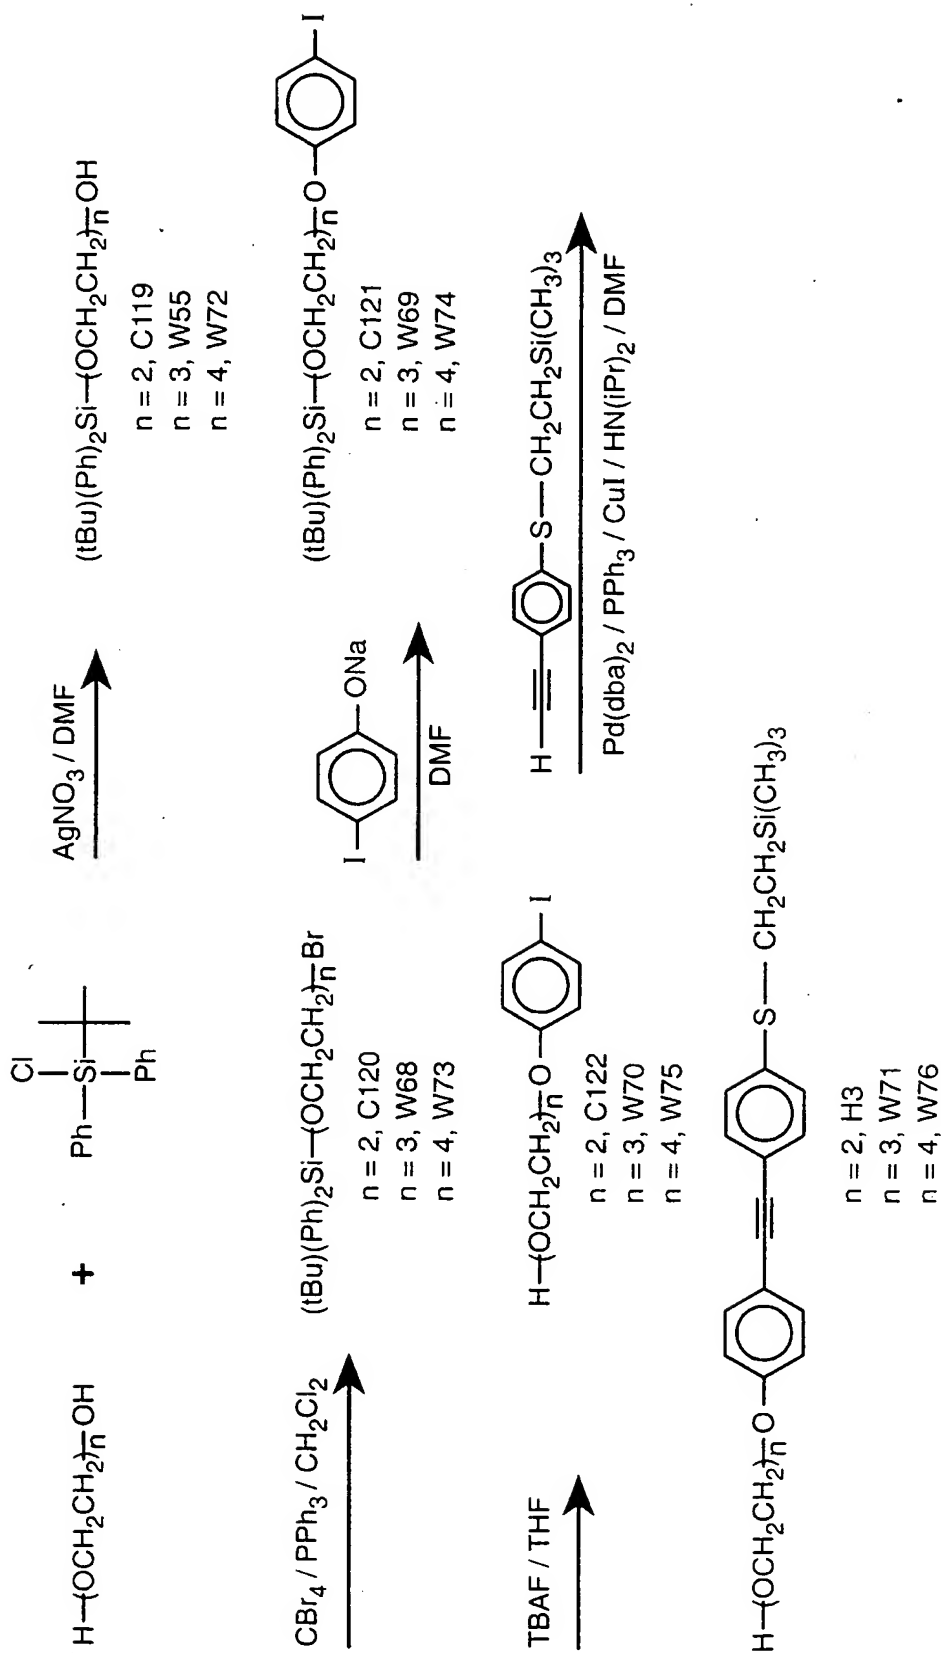 H-(OCH2CH2)n-OH + Ph-Si Cl Ph
AgNO3 / DMF
(tBu)(Ph)2Si-(OCH2CH2)n-OH
n = 2, C119
n = 3, W55
n = 4, W72
CBr4 / PPh3 / CH2Cl2
(tBu)(Ph)2Si-(OCH2CH2)n-Br
n = 2, C120
n = 3, W68
n = 4, W73
I ONa
DMF
(tBu)(Ph)2Si-(OCH2CH2)n-O I
n = 2, C121
n = 3, W69
n = 4, W74
TBAF / THF
H-(OCH2CH2)n-O I
n = 2, C122
n = 3, W70
n = 4, W75
H S-CH2CH2Si(CH3)3
Pd(dba)2 / PPh3 / CuI / HN(iPr)2 / DMF
H-(OCH2CH2)n-O S-CH2CH2Si(CH3)3
n = 2, H3
n = 3, W71
n = 4, W76